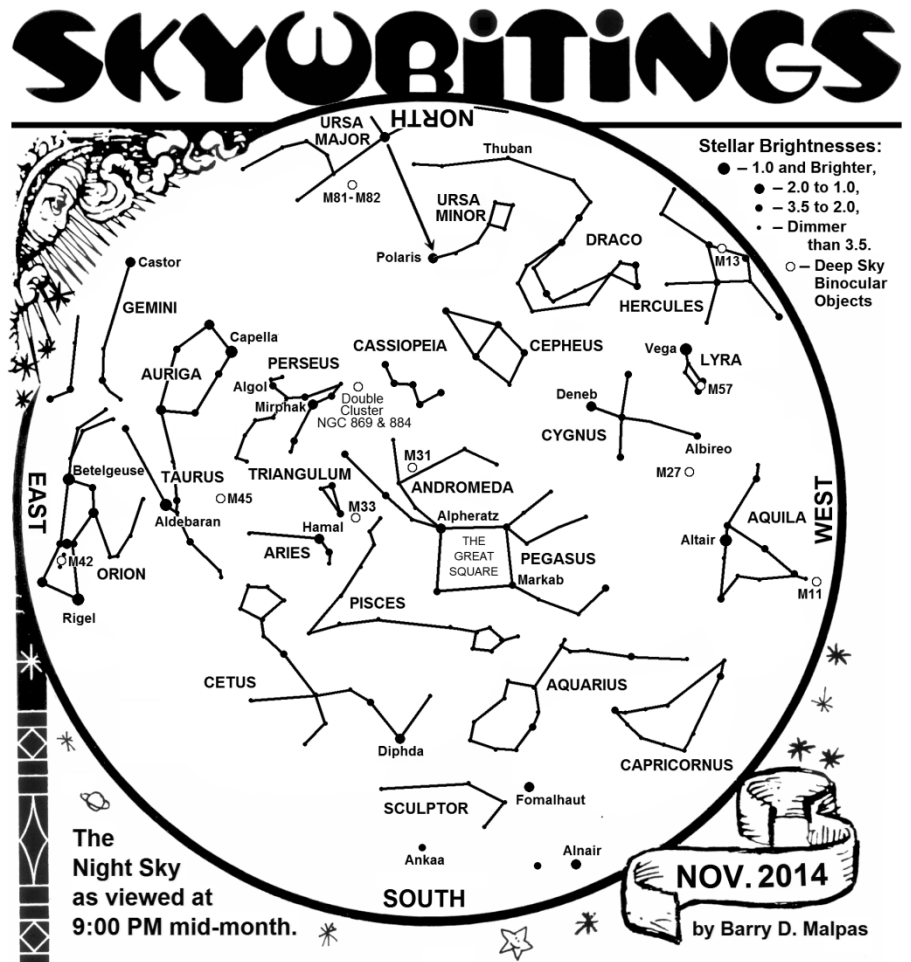 SKYWRITINGS
NORTH
URSA
MAJOR
Thuban
Stellar Brightnesses:
– 1.0 and Brighter,
– 2.0 to 1.0,
– 3.5 to 2.0,
– Dimmer
than 3.5.
– Deep Sky
Binocular
Objects
M81-M82
URSA
MINOR
DRACO
Polaris
M13
HERCULES
Castor
GEMINI
Capella
AURIGA
PERSEUS
Algol
Mirphak
CASSIOPEIA
Double
Cluster
NGC 869 & 884
CEPHEUS
Vega
LYRA
M57
Deneb
CYGNUS
Albireo
M27
Betelgeuse
EAST
TAURUS
M45
Aldebaran
TRIANGULUM
M31
ANDROMEDA
M33
Hamal
ARIES
Alpheratz
THE
GREAT
SQUARE
PEGASUS
Markab
AQUILA
Altair
WEST
M11
M42
ORION
Rigel
PISCES
CETUS
Diphda
AQUARIUS
CAPRICORNUS
SCULPTOR
Fomalhaut
Ankaa
Alnair
SOUTH
The
Night Sky
as viewed at
9:00 PM mid-month.
NOV. 2014
by Barry D. Malpas